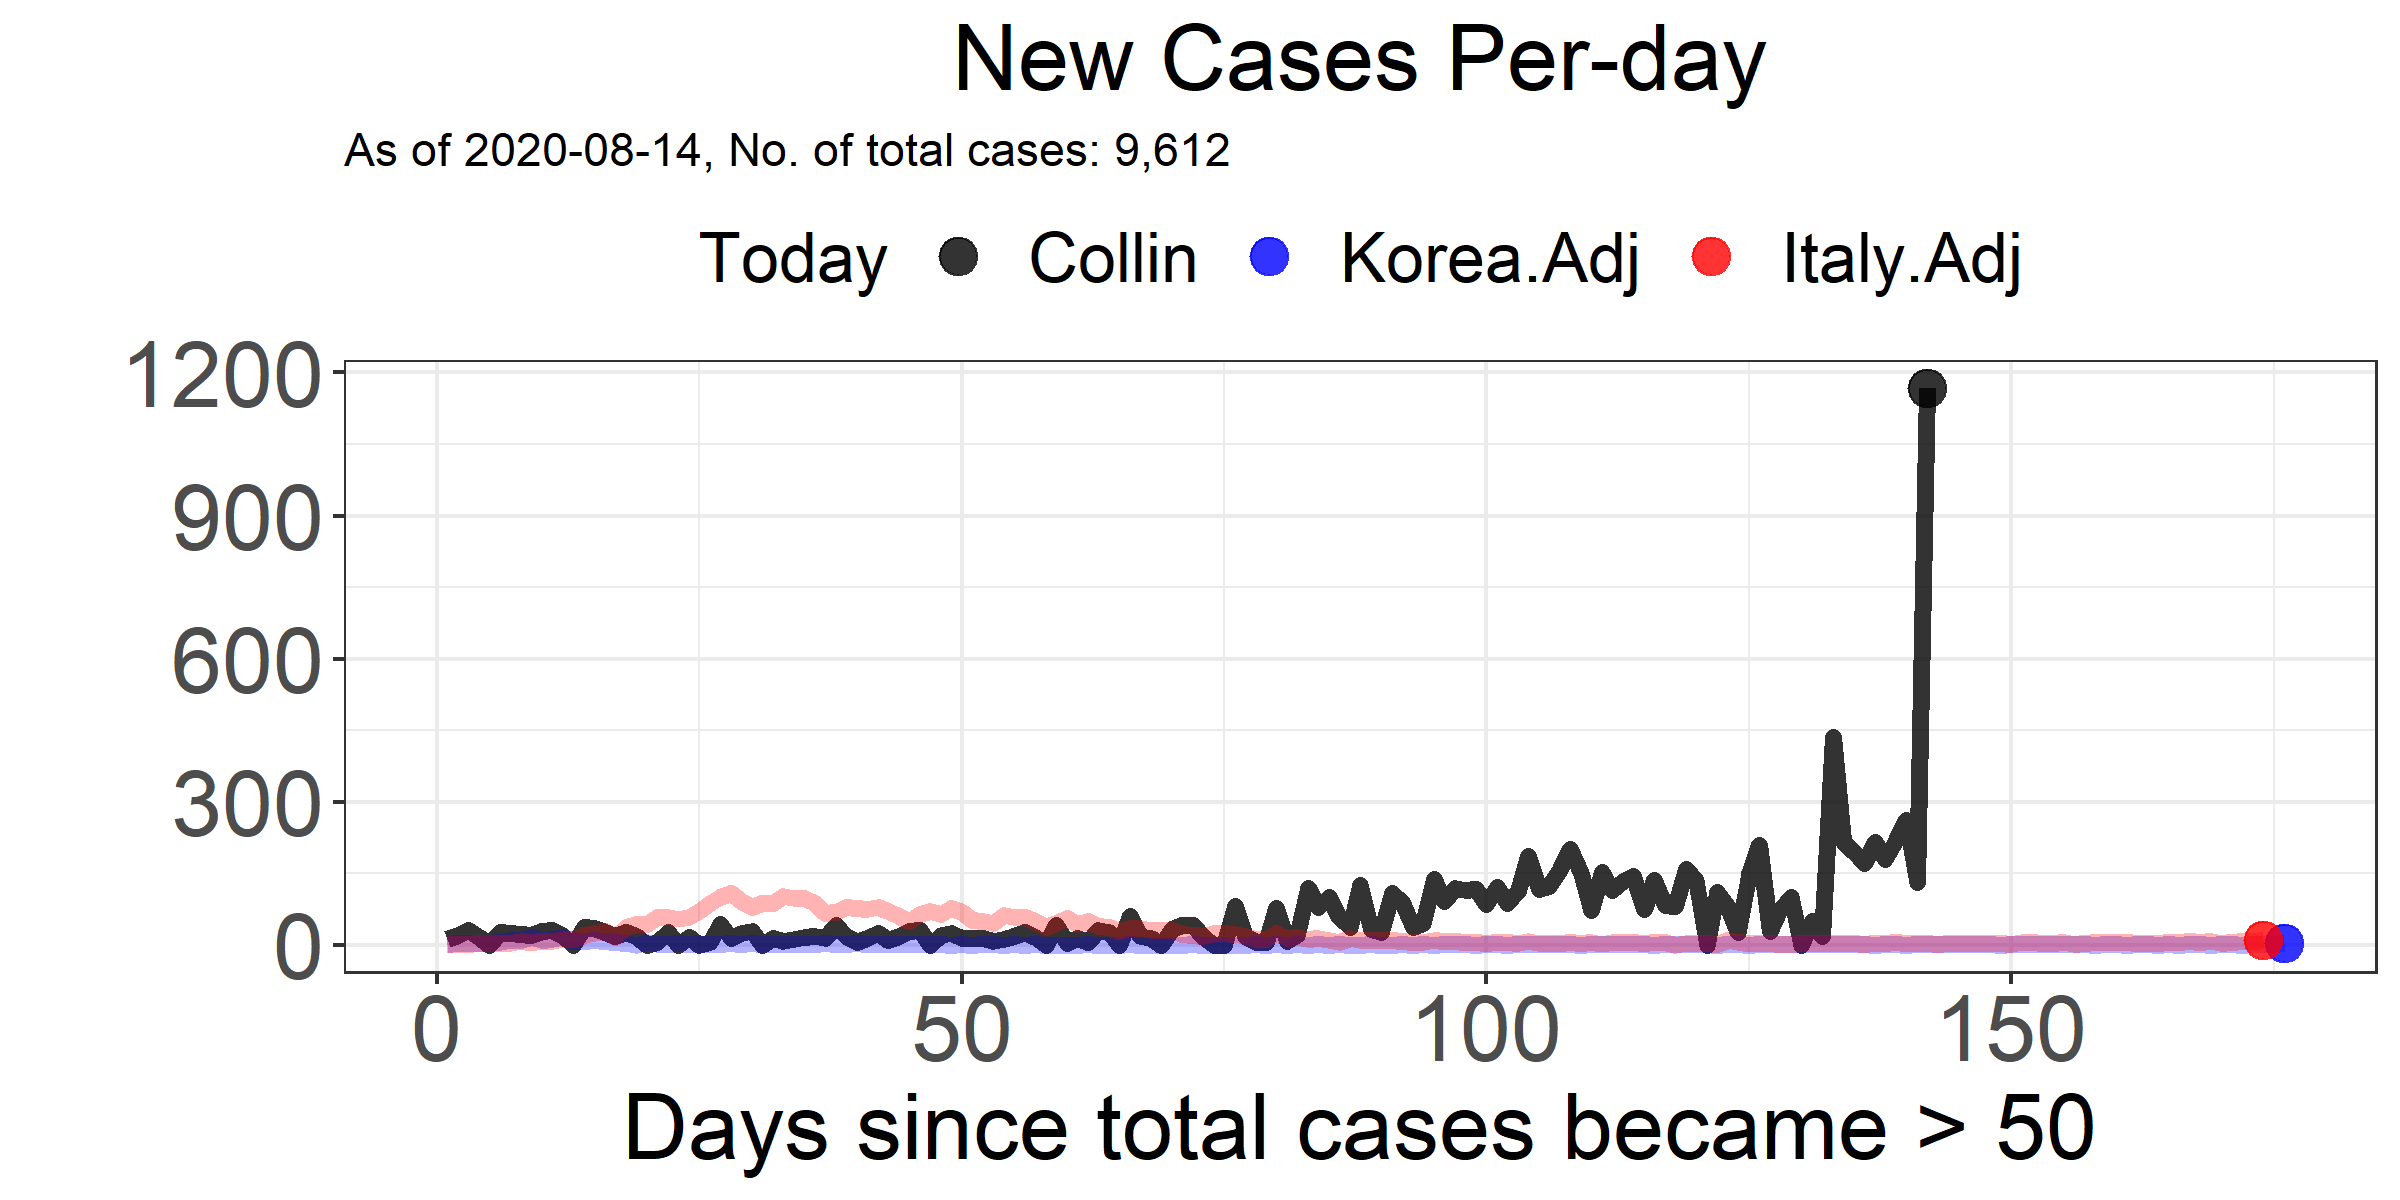 New Cases Per-day
As of 2020-08-14, No. of total cases: 9,612
Today Collin Korea.Adj Italy.Adj
1200
900
600
300
0
0 50 100 150
Days since total cases became > 50